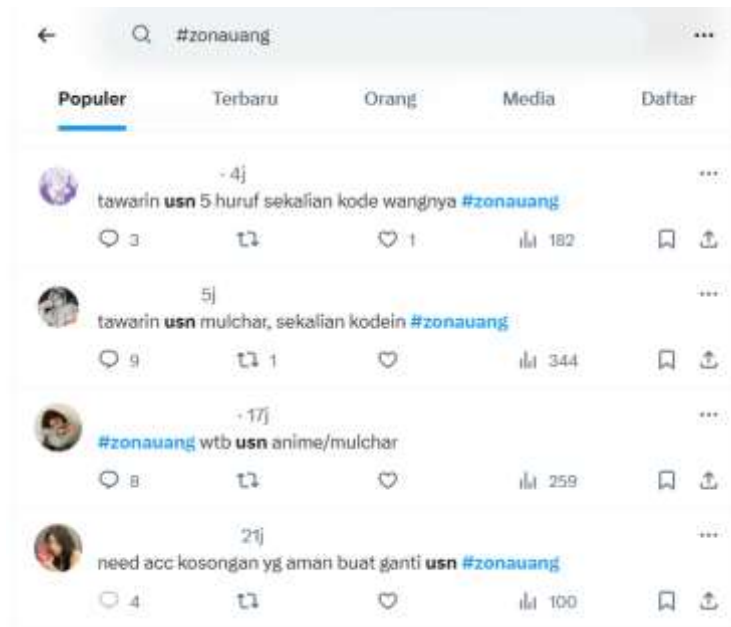 #zonauang
Populer Terbaru Orang Media Daftar
· 4j
tawarin usn 5 huruf sekalian kode wangnya #zonauang
3 1 182
5j
tawarin usn mulchar, sekalian kodein #zonauang
9 1 344
· 17j
#zonauang wtb usn anime/mulchar
8 259
21j
need acc kosongan yg aman buat ganti usn #zonauang
4 100